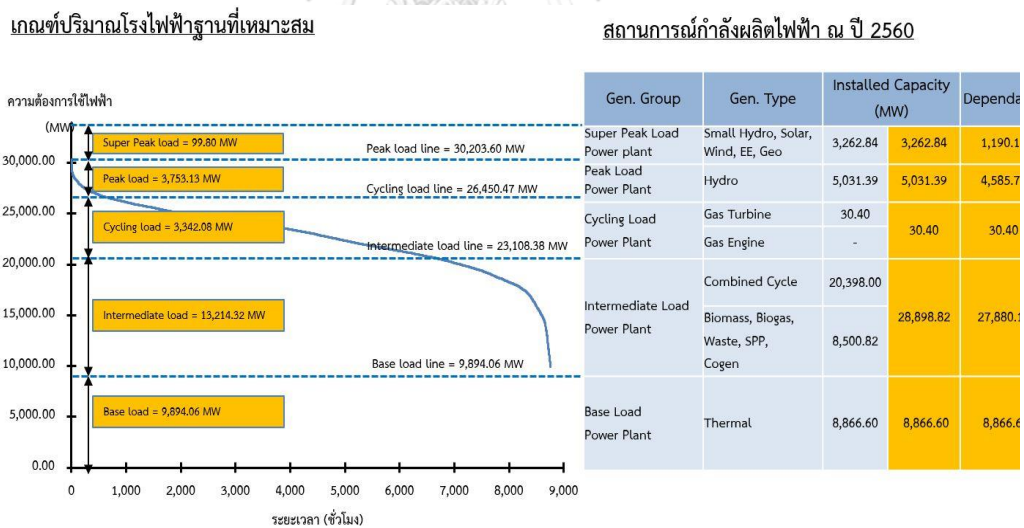 เกณฑ์ปริมาณโรงไฟฟ้าฐานที่เหมาะสม
ความต้องการใช้ไฟฟ้า
(MW)
30,000.00
25,000.00
20,000.00
15,000.00
10,000.00
5,000.00
0.00
Super Peak load = 99.80 MW
Peak load line = 30,203.60 MW
Peak load = 3,753.13 MW
Cycling load line = 26,450.47 MW
Cycling load = 3,342.08 MW
Intermediate load line = 23,108.38 MW
Intermediate load = 13,214.32 MW
Base load line = 9,894.06 MW
Base load = 9,894.06 MW
0 1,000 2,000 3,000 4,000 5,000 6,000 7,000 8,000 9,000
ระยะเวลา (ชั่วโมง)
สถานการณ์กำลังผลิตไฟฟ้า ณ ปี 2560
Gen. Group Gen. Type Installed Capacity
(MW)
Super Peak Load Small Hydro, Solar,
Power plant Wind, EE, Geo 3,262.84 3,262.84 1,190.1
Peak Load
Power Plant Hydro 5,031.39 5,031.39 4,585.7
Cycling Load Gas Turbine 30.40
Power Plant Gas Engine - 30.40 30.40
Combined Cycle 20,398.00
Intermediate Load
Power Plant
Biomass, Biogas,
Waste, SPP, 8,500.82 28,898.82 27,880.1
Cogen
Base Load
Power Plant Thermal 8,866.60 8,866.60 8,866.6